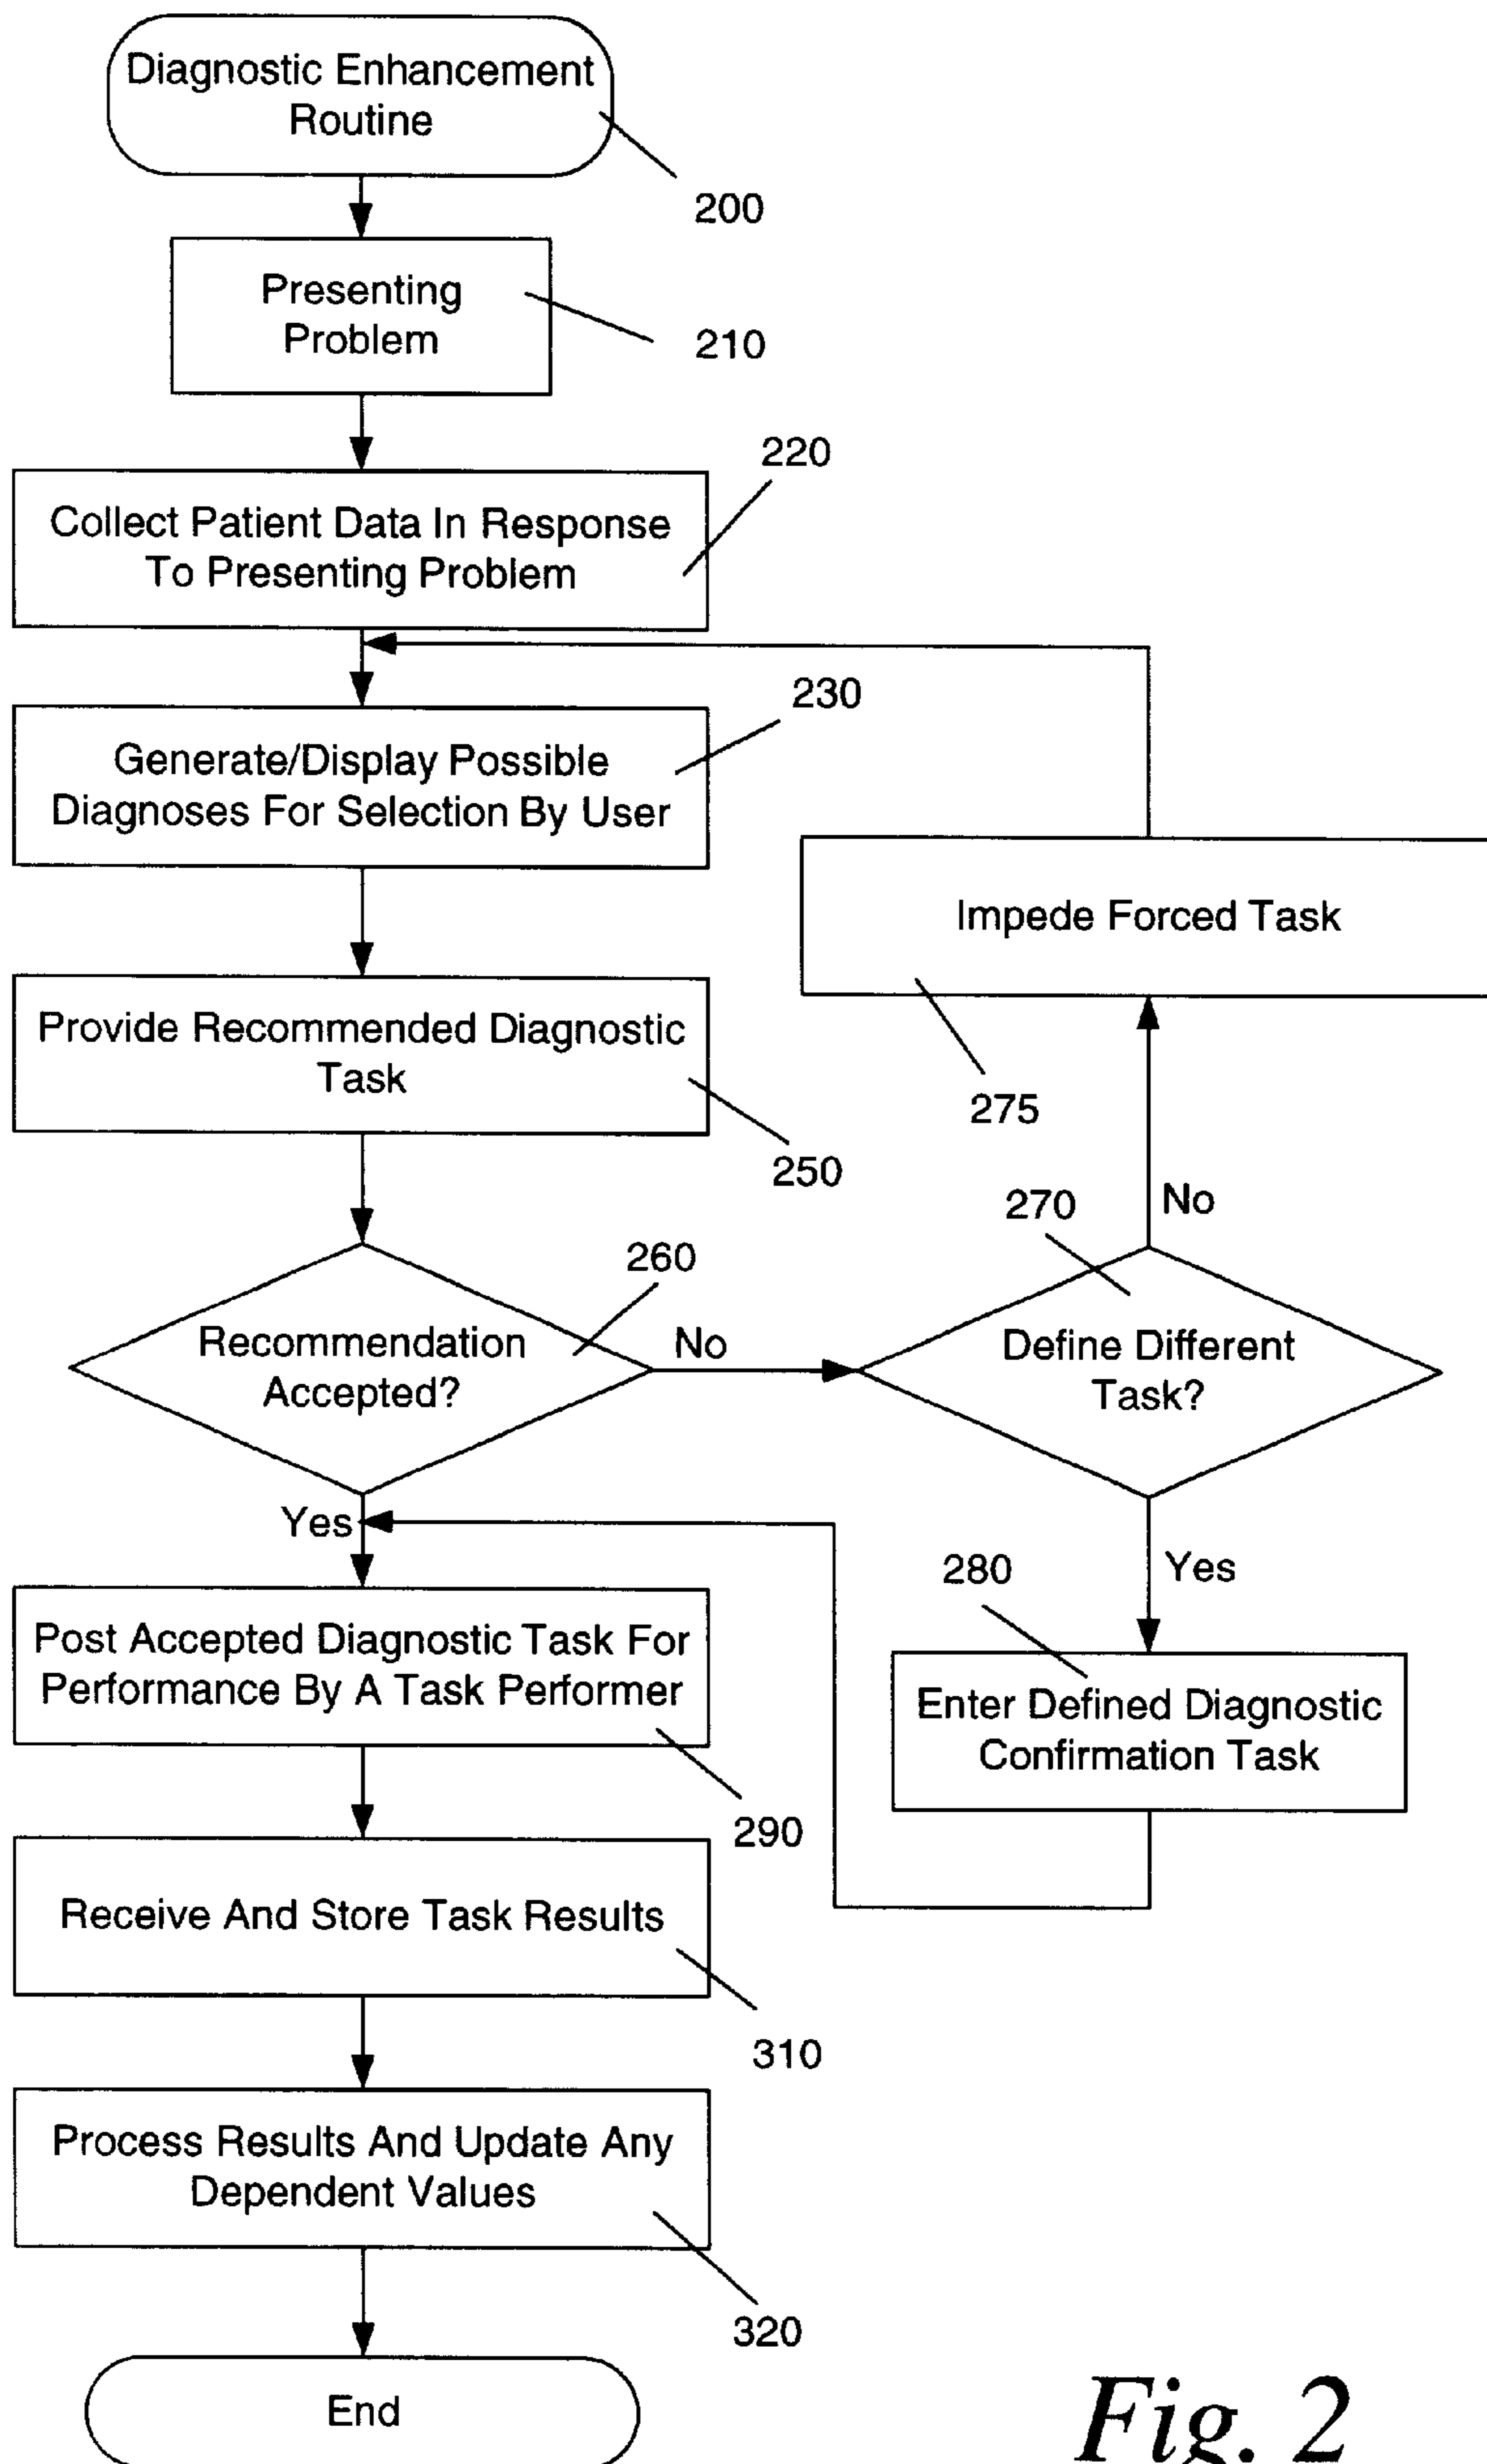 Diagnostic Enhancement
Routine
200
Presenting
Problem
210
220
Collect Patient Data In Response
To Presenting Problem
230
Generate/Display Possible
Diagnoses For Selection By User
Impede Forced Task
275
Provide Recommended Diagnostic
Task
250
260
Recommendation
Accepted?
No
270
No
Define Different
Task?
Yes
Yes
280
Enter Defined Diagnostic
Confirmation Task
Post Accepted Diagnostic Task For
Performance By A Task Performer
290
Receive And Store Task Results
310
Process Results And Update Any
Dependent Values
320
End
Fig. 2